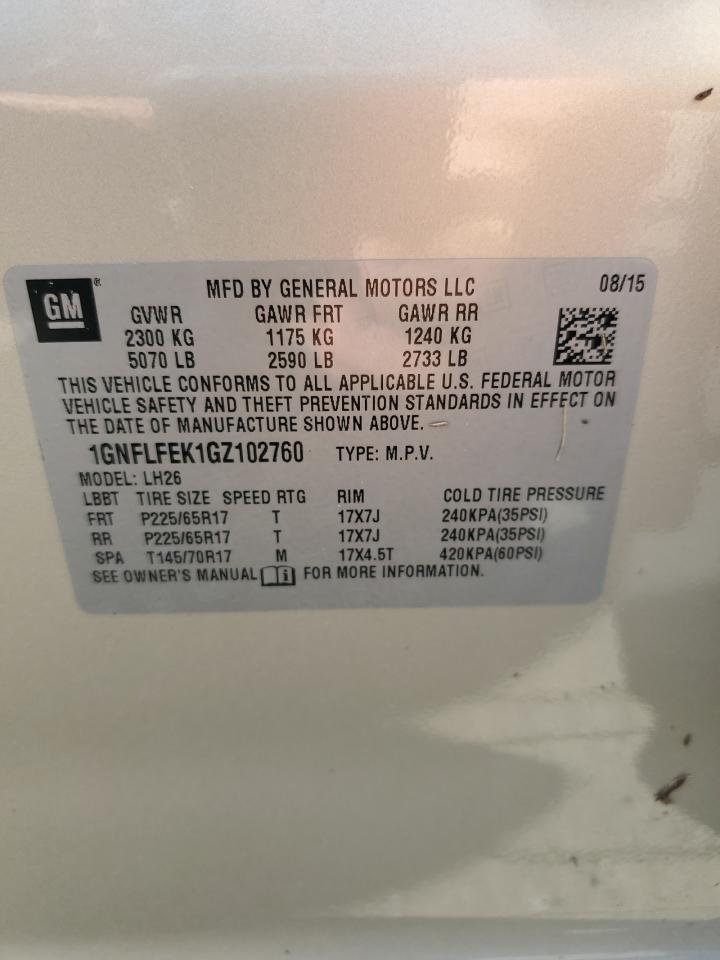 GM®
MFD BY GENERAL MOTORS LLC 08/15
GVWR GAWR FRT GAWR RR
2300 KG 1175 KG 1240 KG
5070 LB 2590 LB 2733 LB
THIS VEHICLE CONFORMS TO ALL APPLICABLE U.S. FEDERAL MOTOR
VEHICLE SAFETY AND THEFT PREVENTION STANDARDS IN EFFECT ON
THE DATE OF MANUFACTURE SHOWN ABOVE.
1GNFLFEK1GZ102760 TYPE: M.P.V.
MODEL: LH26
LBBT TIRE SIZE SPEED RTG RIM COLD TIRE PRESSURE
FRT P225/65R17 T 17X7J 240KPA(35PSI)
RR P225/65R17 T 17X7J 240KPA(35PSI)
SPA T145/70R17 M 17X4.5T 420KPA(60PSI)
SEE OWNER'S MANUAL i FOR MORE INFORMATION.